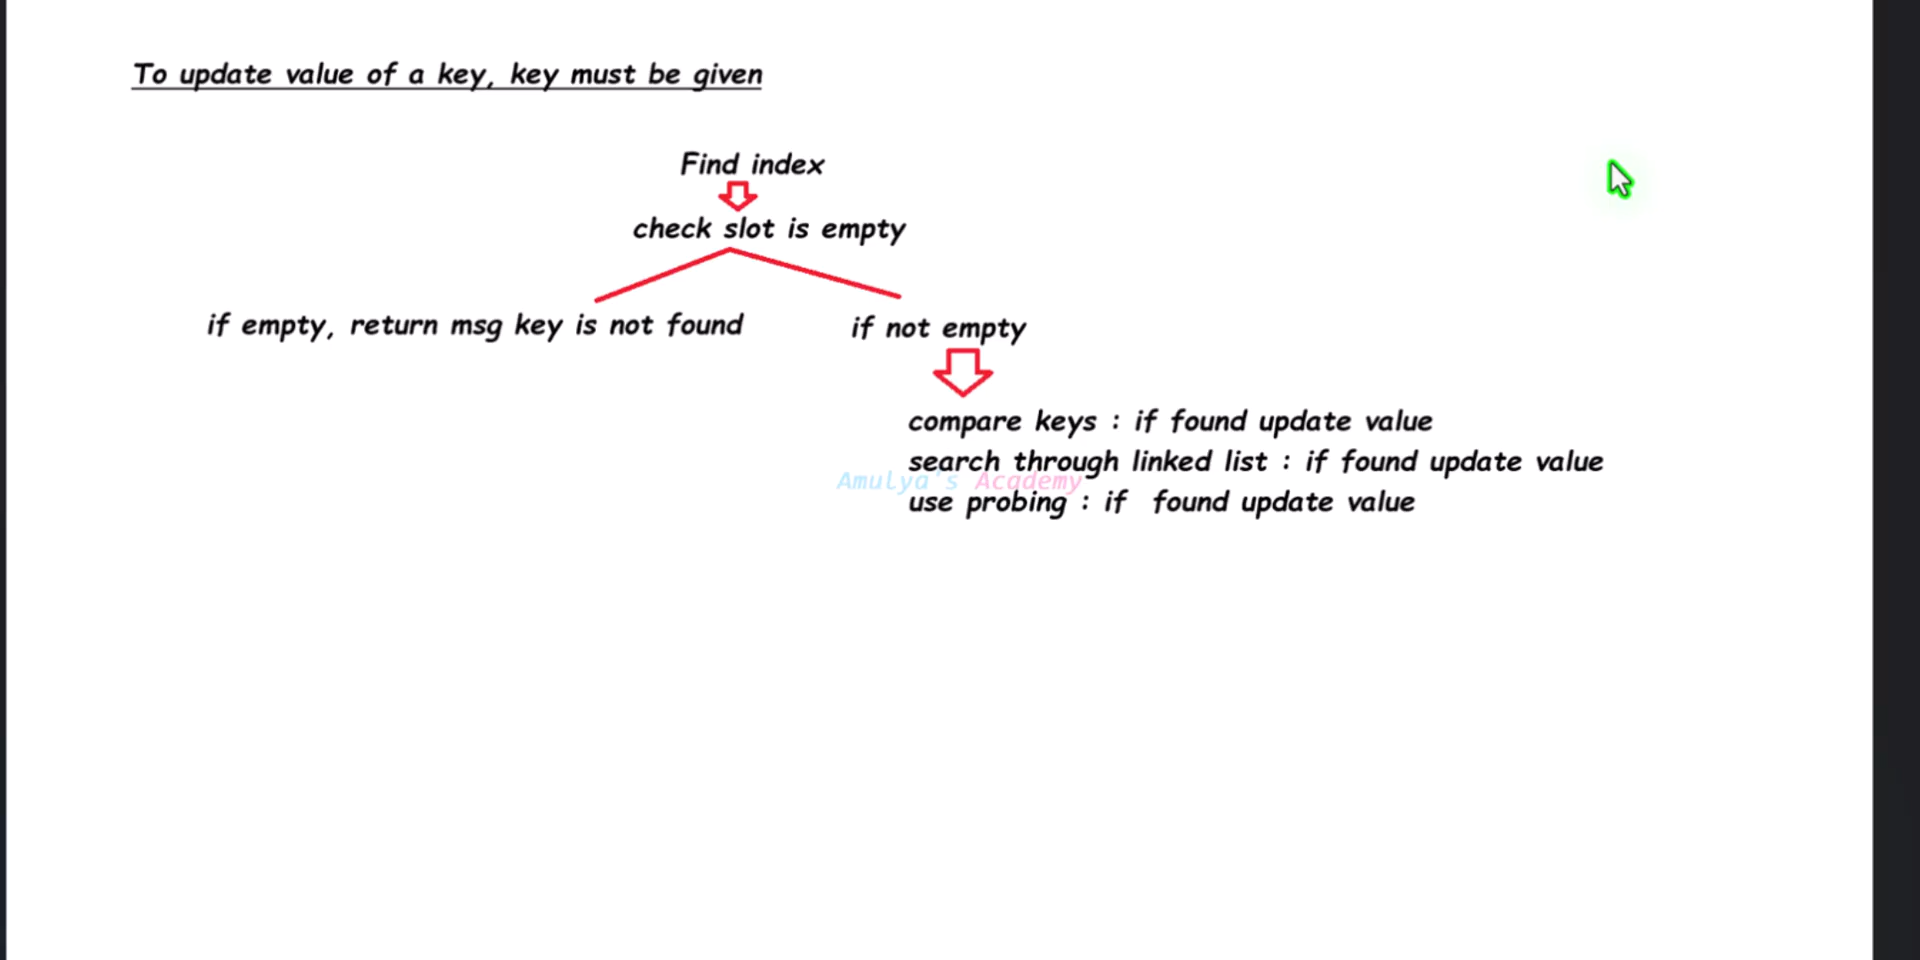 To update value of a key, key must be given
Find index
check slot is empty
if empty, return msg key is not found
if not empty
compare keys : if found update value
search through linked list : if found update value
Amulya's Academy
use probing : if found update value